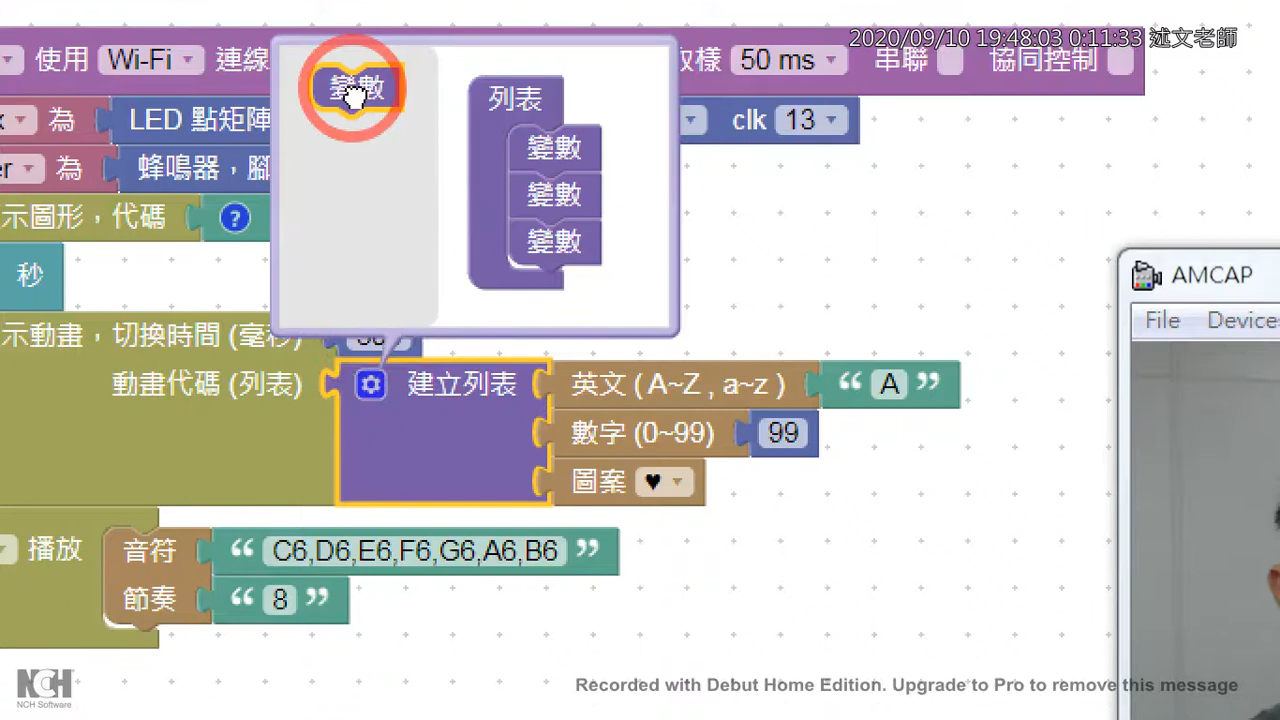 2020/09/10 19:48:03 0:11:33 述文老師
使用 Wi-Fi 連線
取樣 50 ms 串聯 協同控制
x 為 LED 點矩陣
clk 13
er 為 蜂鳴器，腳
示圖形，代碼 ?
秒
變數
列表
變數
變數
變數
示動畫，切換時間 (毫秒)
動畫代碼 (列表) 建立列表 英文 ( A~Z , a~z ) “ A ”
數字 (0~99) 99
圖案 ♥
播放 音符 “ C6,D6,E6,F6,G6,A6,B6 ”
節奏 “ 8 ”
AMCAP
File Device
NCH
NCH Software
Recorded with Debut Home Edition. Upgrade to Pro to remove this message